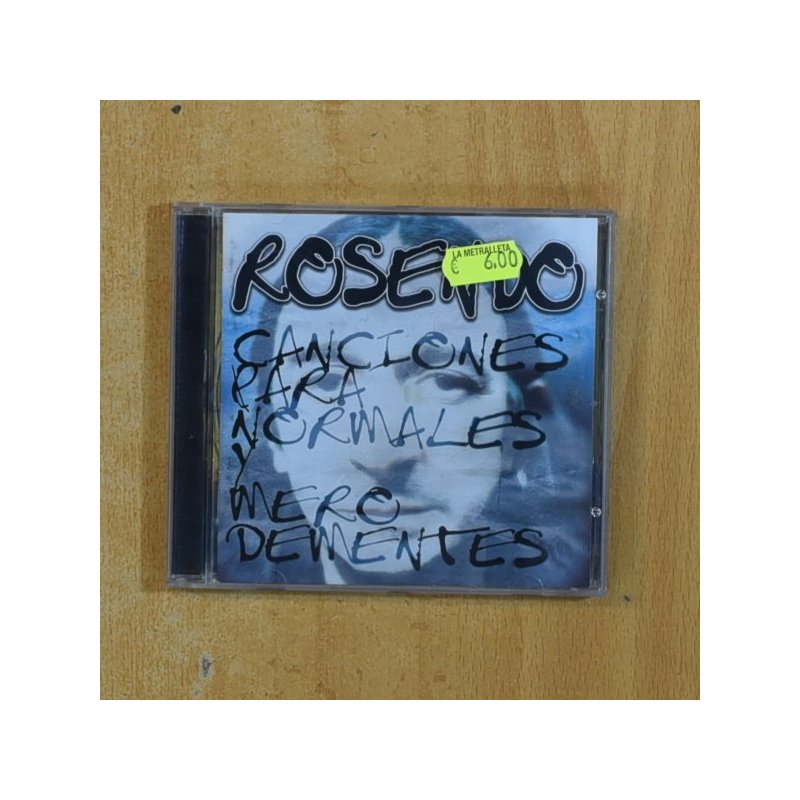 ROSENDO
LA METRALLETA
€ 6.00
CANCIONES
PARA
NORMALES
Y
MERO
DEMENTES